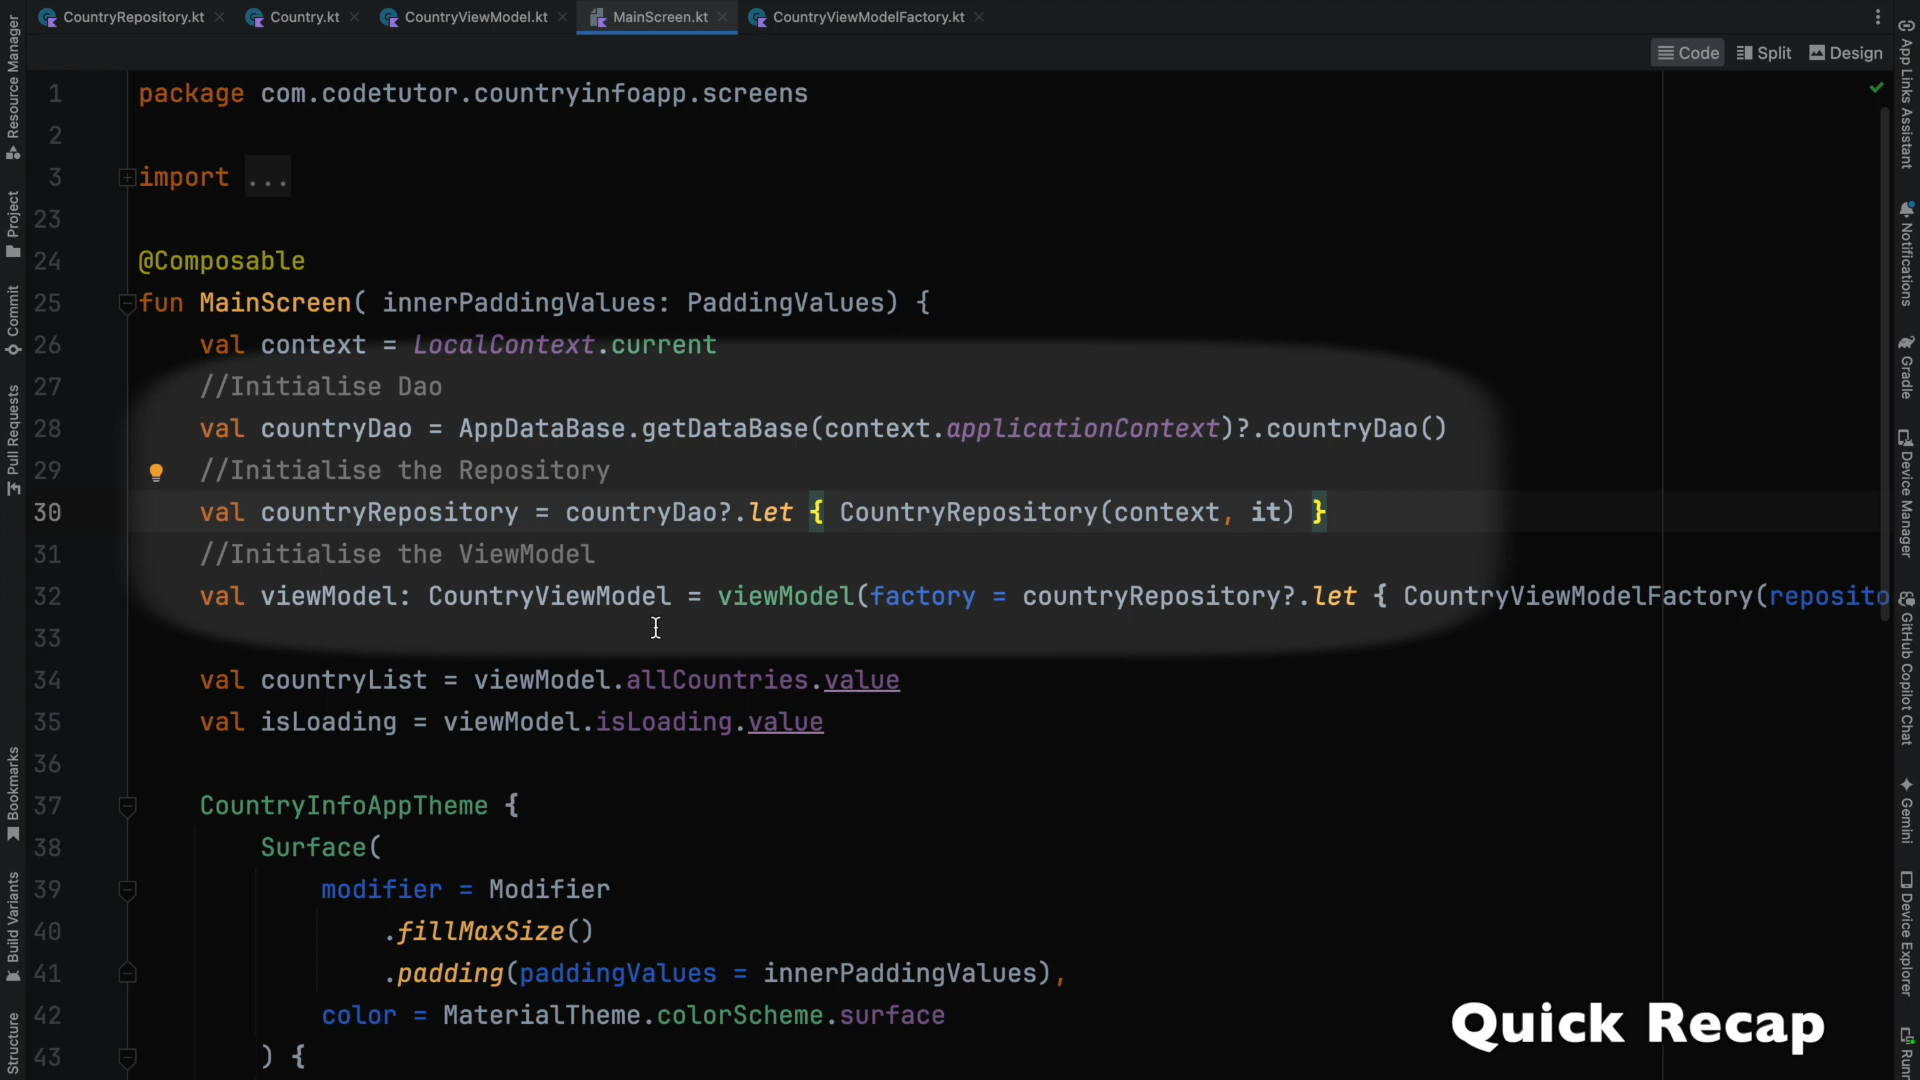 CountryRepository.kt
Country.kt
CountryViewModel.kt
MainScreen.kt
CountryViewModelFactory.kt
Code
Split
Design
Resource Manager
Project
Commit
Pull Requests
Bookmarks
Build Variants
Structure
1 package com.codetutor.countryinfoapp.screens
2
3 import ...
23
24 @Composable
25 fun MainScreen( innerPaddingValues: PaddingValues) {
26 val context = LocalContext.current
27 //Initialise Dao
28 val countryDao = AppDataBase.getDataBase(context.applicationContext)?.countryDao()
29 //Initialise the Repository
30 val countryRepository = countryDao?.let { CountryRepository(context, it) }
31 //Initialise the ViewModel
32 val viewModel: CountryViewModel = viewModel(factory = countryRepository?.let { CountryViewModelFactory(reposito
33
34 val countryList = viewModel.allCountries.value
35 val isLoading = viewModel.isLoading.value
36
37 CountryInfoAppTheme {
38 Surface(
39 modifier = Modifier
40 .fillMaxSize()
41 .padding(paddingValues = innerPaddingValues),
42 color = MaterialTheme.colorScheme.surface
43 ) {
App Links Assistant
Notifications
Gradle
Device Manager
GitHub Copilot Chat
Gemini
Device Explorer
Quick Recap